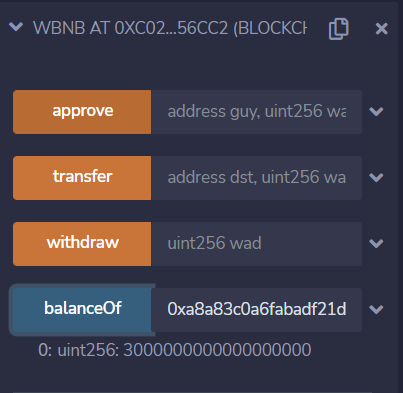 WBNB AT 0XC02...56CC2 (BLOCKCH
approve address guy, uint256 wa
transfer address dst, uint256 wa
withdraw uint256 wad
balanceOf 0xa8a83c0a6fabadf21d
0: uint256: 3000000000000000000